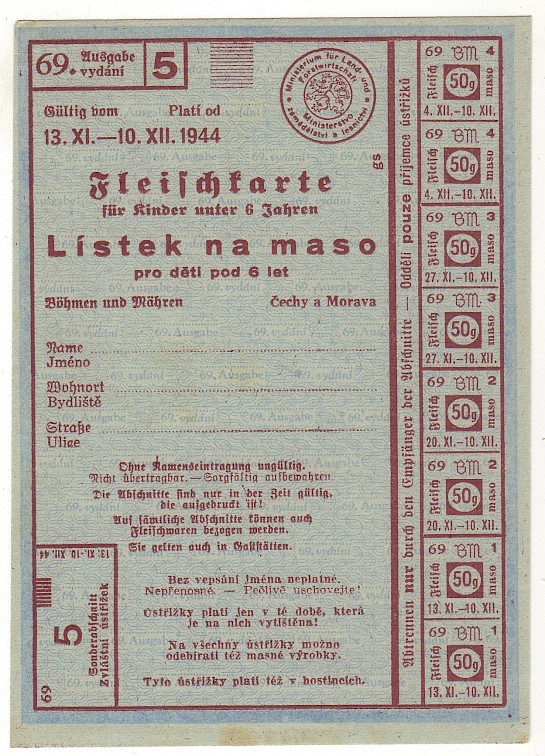 69. Ausgabe
vydání
5
Gültig vom Platí od
13. XI.—10. XII. 1944
Ministerium für Land- und Forstwirtschaft
Ministerstvo zemědělství a lesnictví
gs
Fleischkarte
für Kinder unter 6 Jahren
Lístek na maso
pro děti pod 6 let
Böhmen und Mähren Čechy a Morava
Name
Jméno
Wohnort
Bydliště
Straße
Ulice
Ohne Namenseintragung ungültig.
Nicht übertragbar. — Sorgfältig aufbewahren.
Die Abschnitte sind nur in der Zeit gültig,
die aufgedruckt ist!
Auf sämtliche Abschnitte können auch
Fleischwaren bezogen werden.
Sie gelten auch in Gaststätten.
Bez vepsání jména neplatné.
Nepřenosné. — Pečlivě uschovejte!
Ústřižky platí jen v té době, která
je na nich vytištěna!
Na všechny ústřižky možno
odebírati též masné výrobky.
Tyto ústřižky platí též v hostincích.
13. XI.-10. XII. 44
5
Sonderabschnitt
Zvláštní ústřižek
69
Abtrennen nur durch den Empfänger der Abschnitte — Oddělí pouze příjemce ústřižků
69 BM 4
Fleisch 50g maso
4. XII.-10. XII.
69 BM 4
Fleisch 50g maso
4. XII.-10. XII.
69 BM 3
Fleisch 50g maso
27. XI.-10. XII.
69 BM 3
Fleisch 50g maso
27. XI.-10. XII.
69 BM 2
Fleisch 50g maso
20. XI.-10. XII.
69 BM 2
Fleisch 50g maso
20. XI.-10. XII.
69 BM 1
Fleisch 50g maso
13. XI.-10. XII.
69 BM 1
Fleisch 50g maso
13. XI.-10. XII.